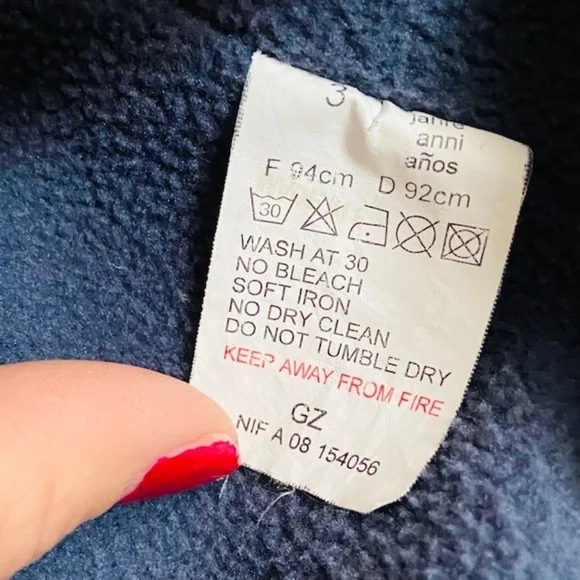 3
jahre
anni
años
F 94cm D 92cm
30
WASH AT 30
NO BLEACH
SOFT IRON
NO DRY CLEAN
DO NOT TUMBLE DRY
KEEP AWAY FROM FIRE
GZ
NIF A 08 154056